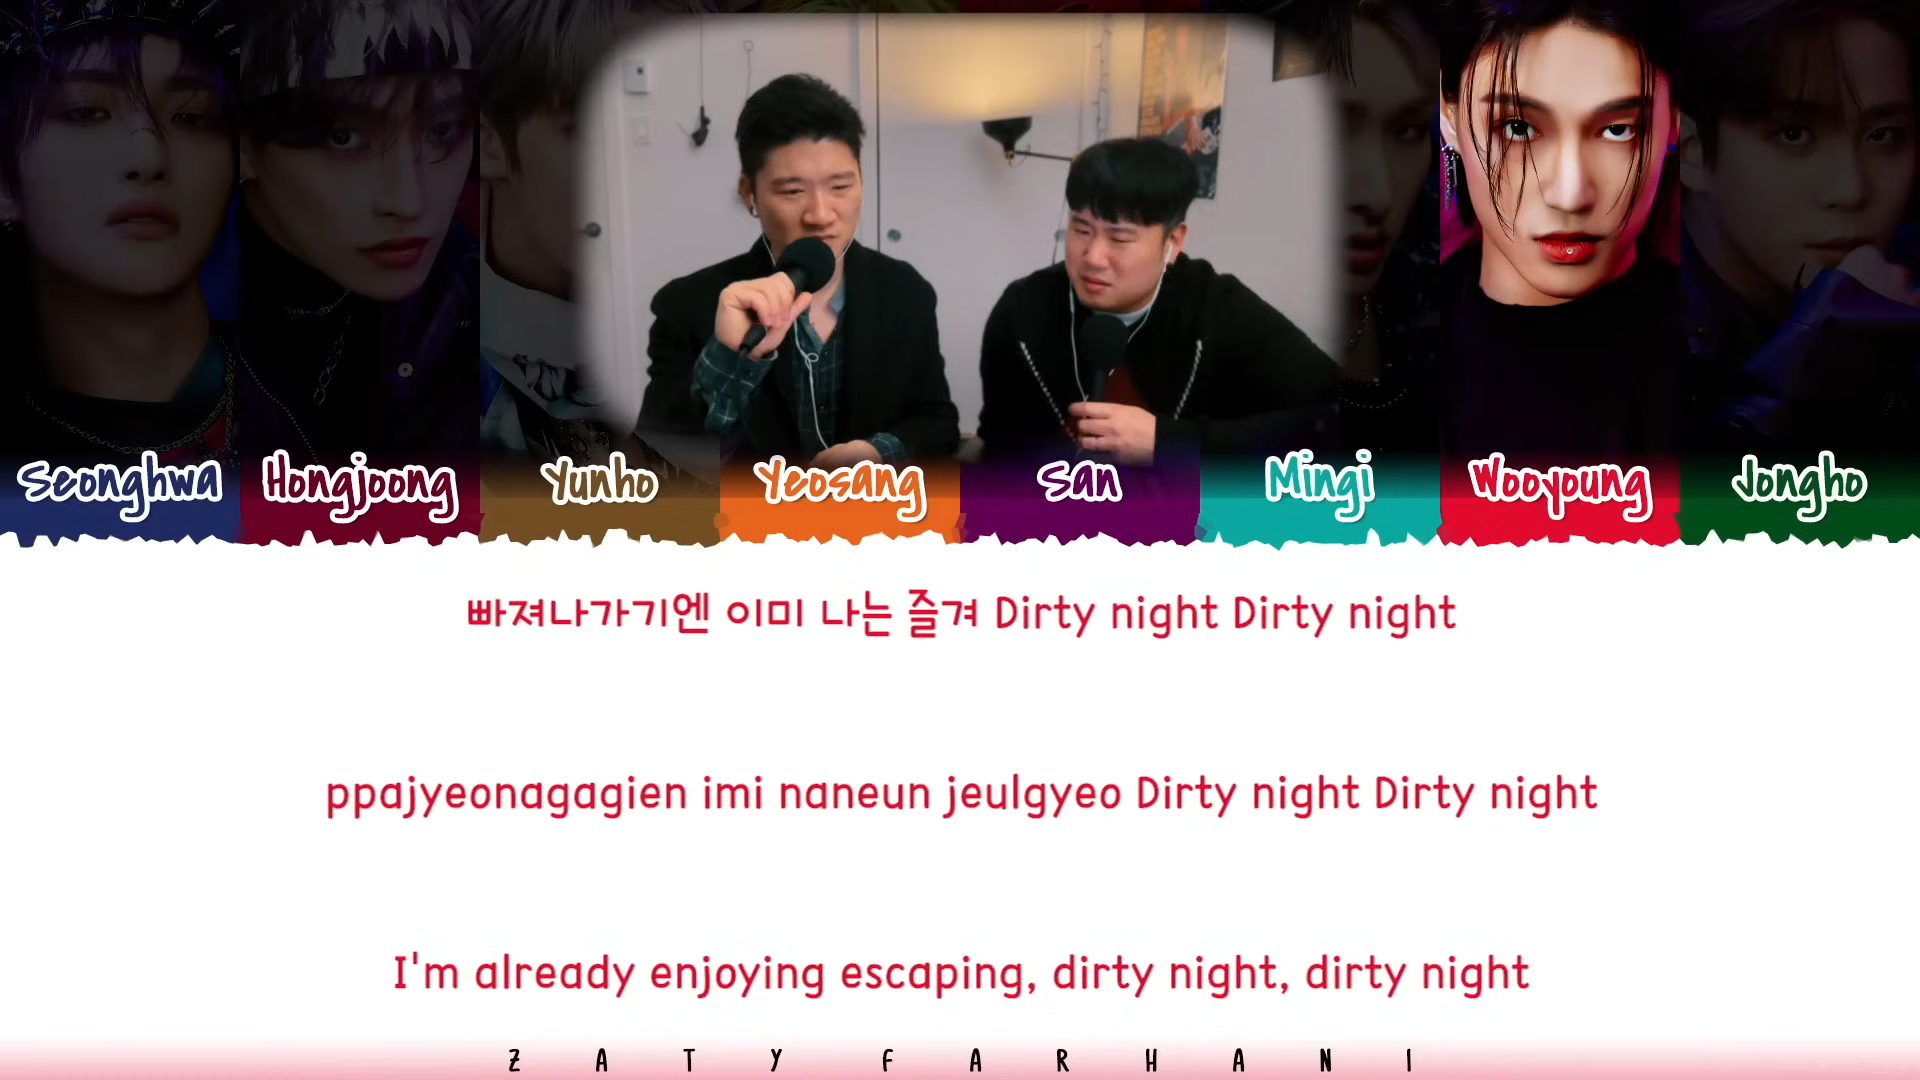 Seonghwa Hongjoong Yunho Yeosang San Mingi Wooyoung Jongho
빠져나가기엔 이미 나는 즐겨 Dirty night Dirty night
ppajyeonagagien imi naneun jeulgyeo Dirty night Dirty night
I'm already enjoying escaping, dirty night, dirty night
ZATY FARHANI